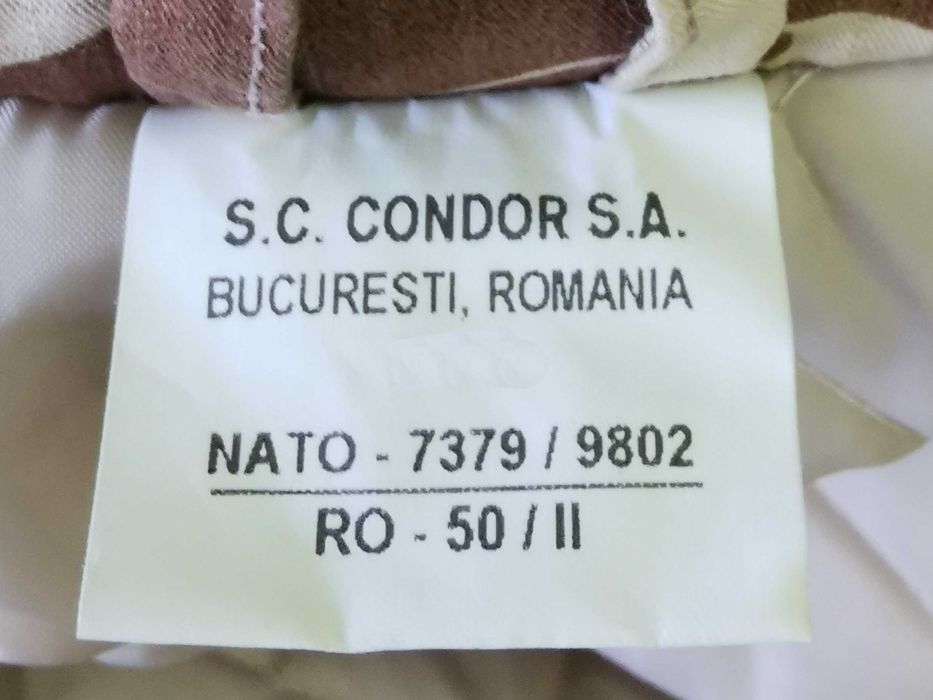 S.C. CONDOR S.A.
BUCURESTI, ROMANIA
NATO - 7379 / 9802
RO - 50 / II